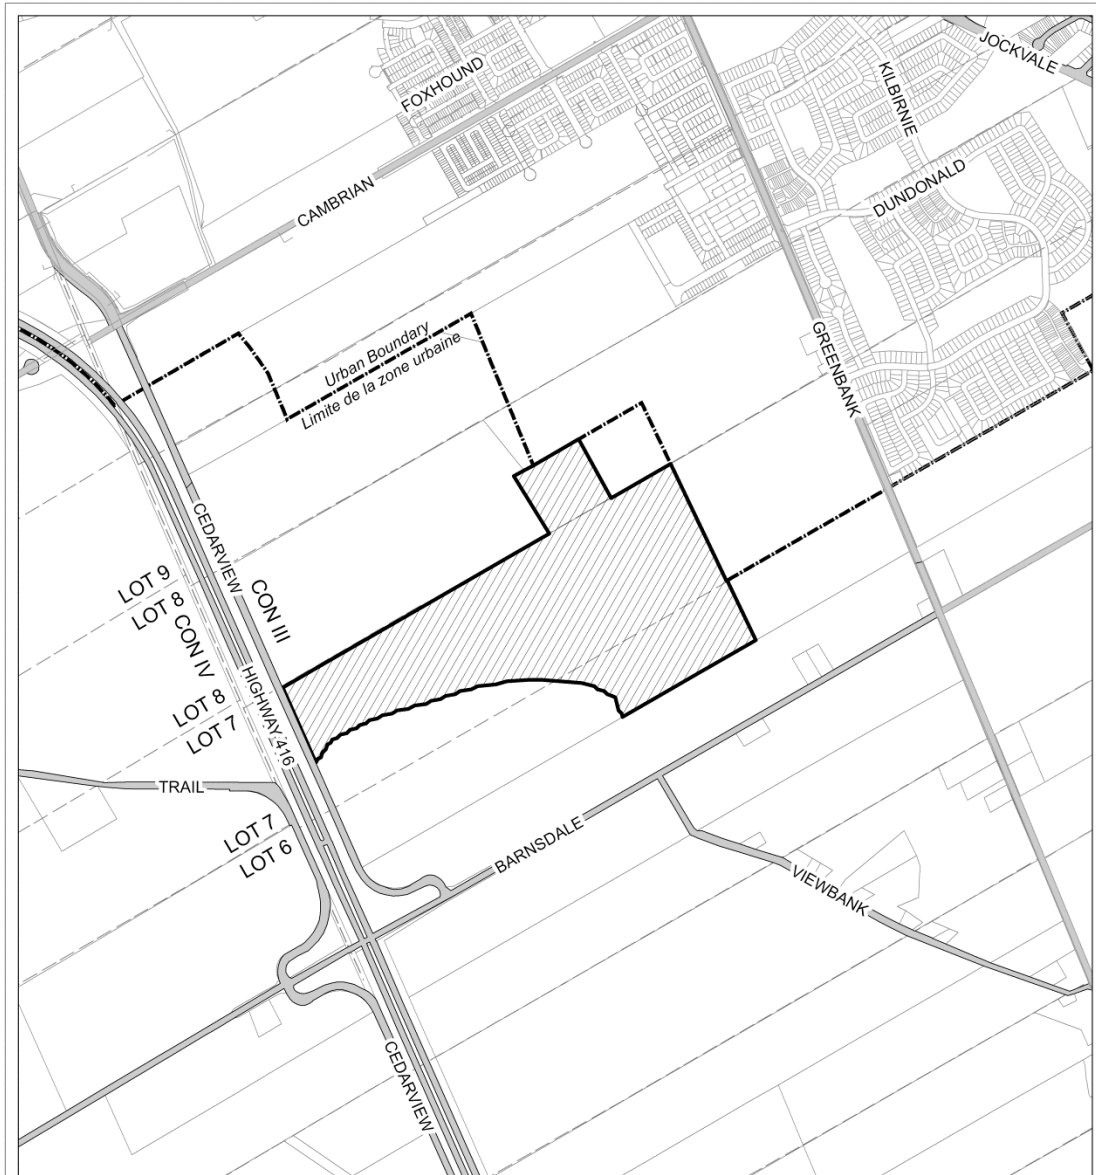 JOCKVALE
FOXHOUND
KILBIRNIE
CAMBRIAN
DUNDONALD
Urban Boundary
Limite de la zone urbaine
GREENBANK
CEDARVIEW
LOT 9
LOT 8
CON III
CON IV
LOT 8
LOT 7
HIGHWAY 416
TRAIL
LOT 7
LOT 6
BARNSDALE
VIEWBANK
CEDARVIEW